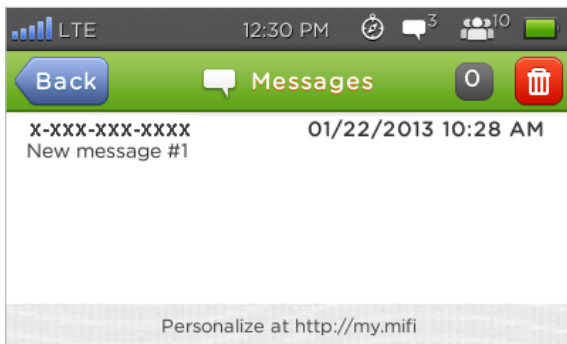 LTE 12:30 PM 3 10
Back Messages 0
X-XXX-XXX-XXXX 01/22/2013 10:28 AM
New message #1
Personalize at http://my.mifi